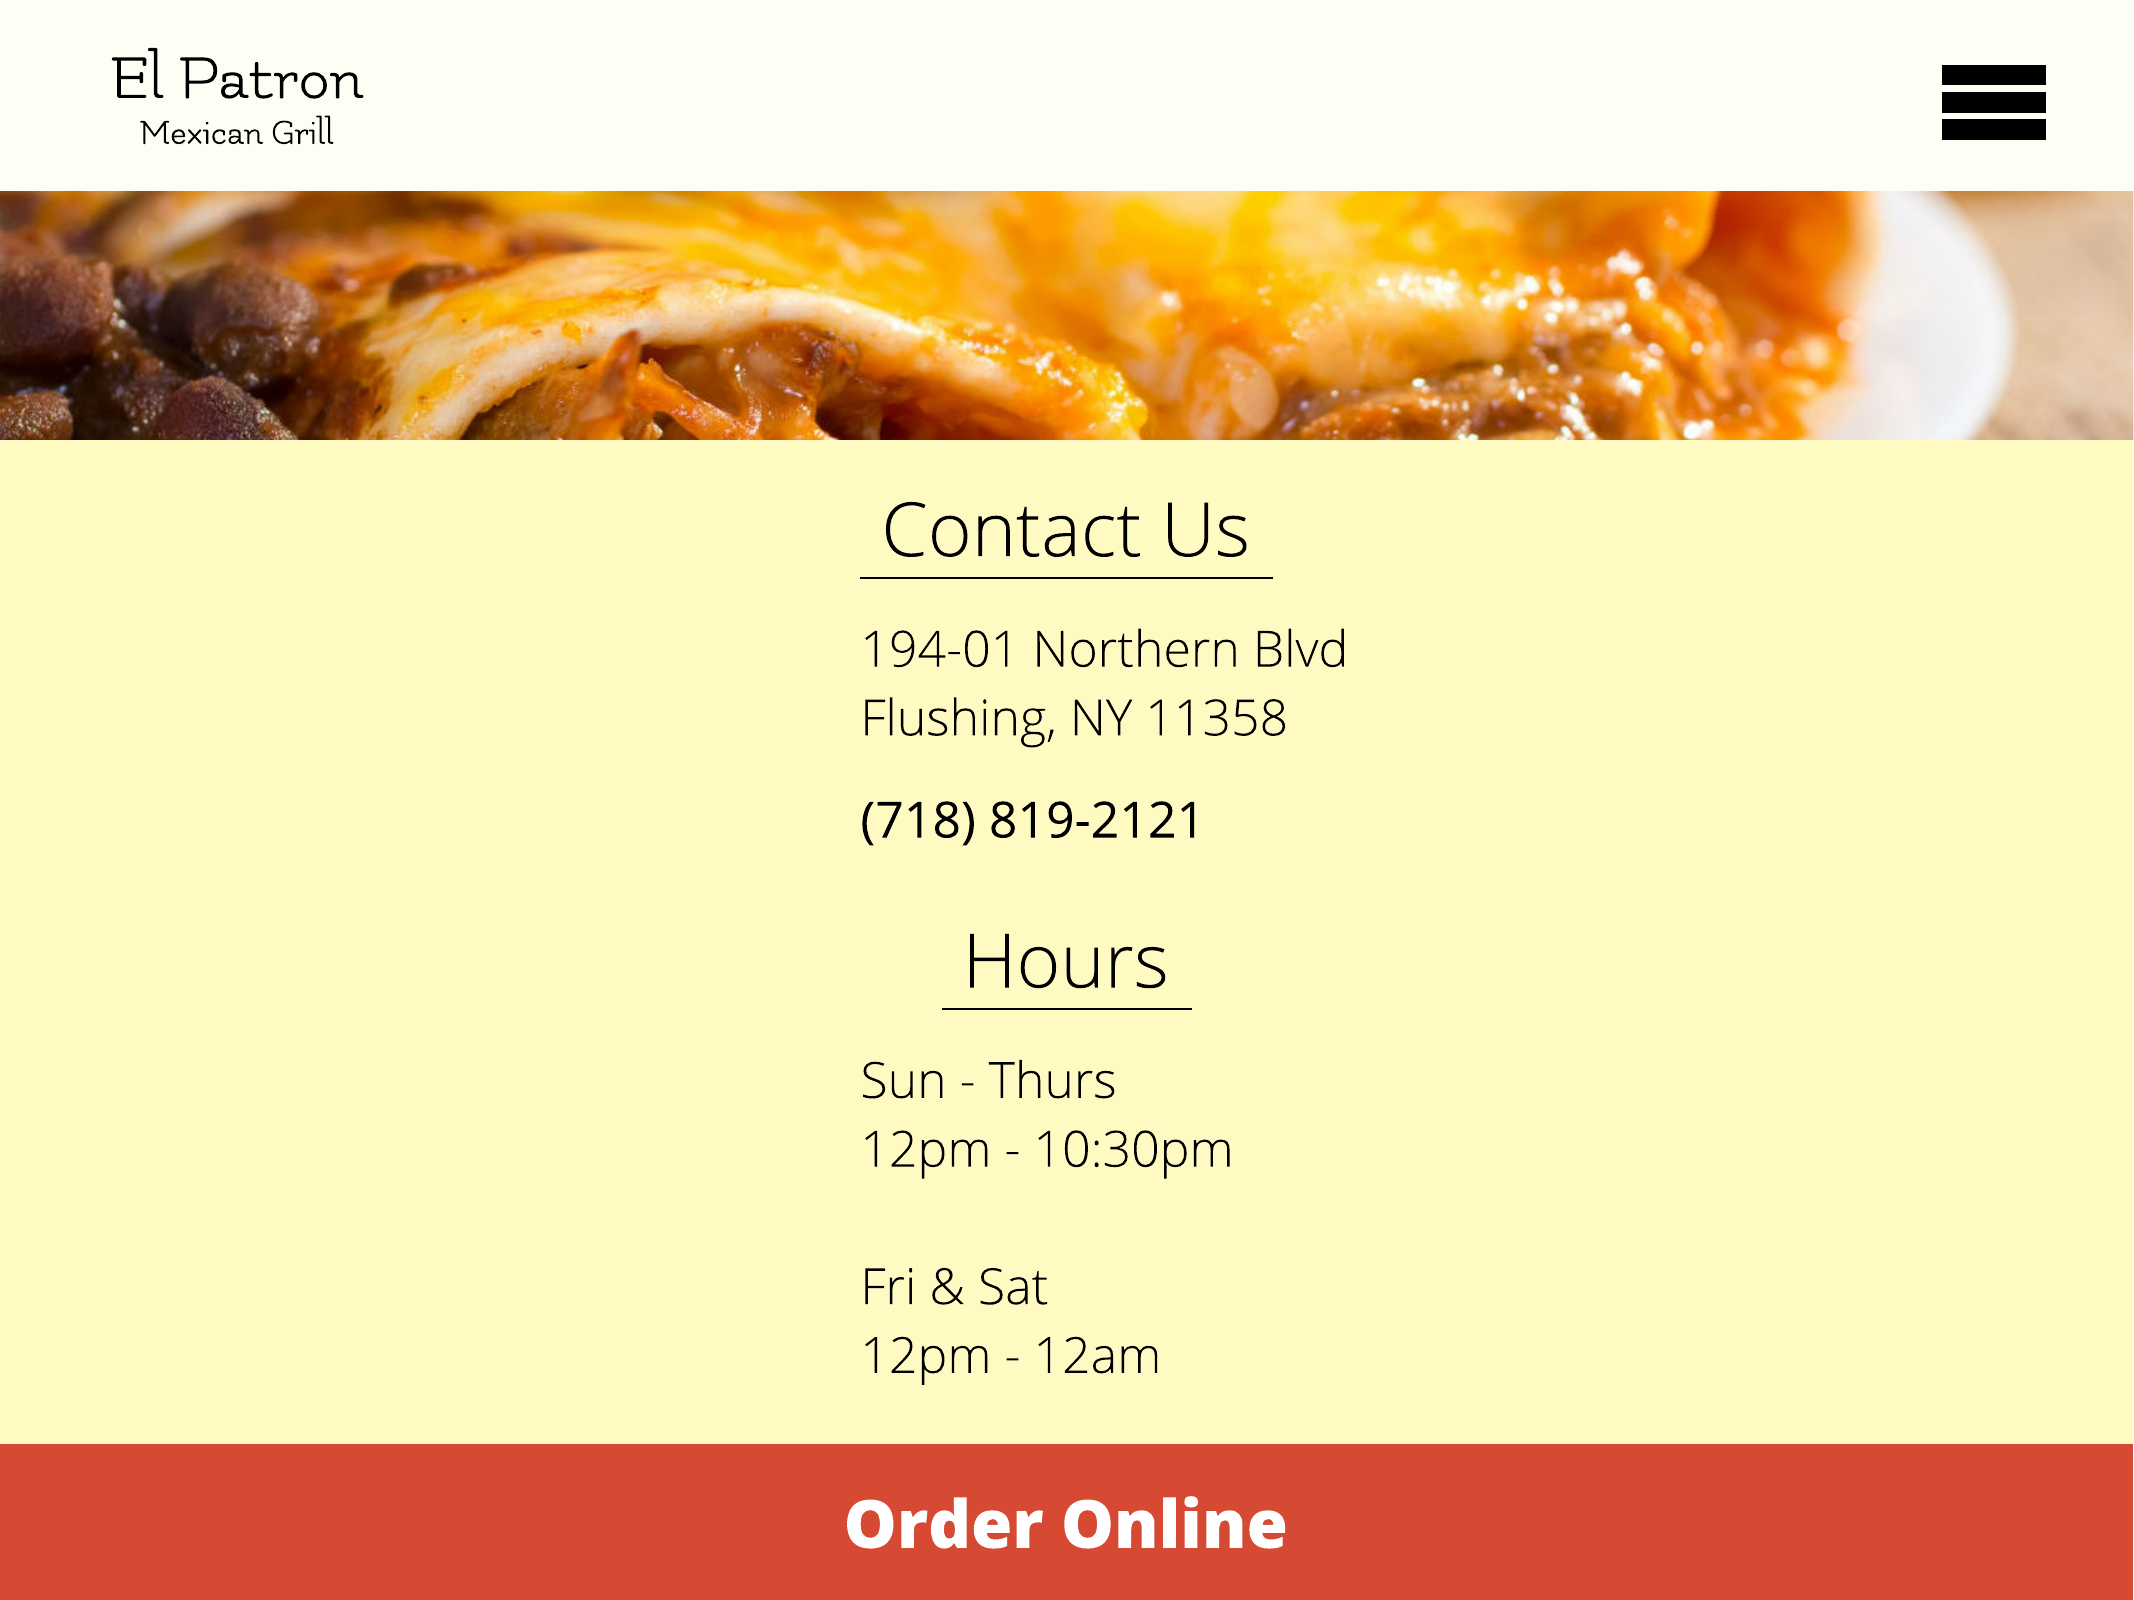 El Patron
Mexican Grill
Contact Us
194-01 Northern Blvd
Flushing, NY 11358
(718) 819-2121
Hours
Sun - Thurs
12pm - 10:30pm
Fri & Sat
12pm - 12am
Order Online